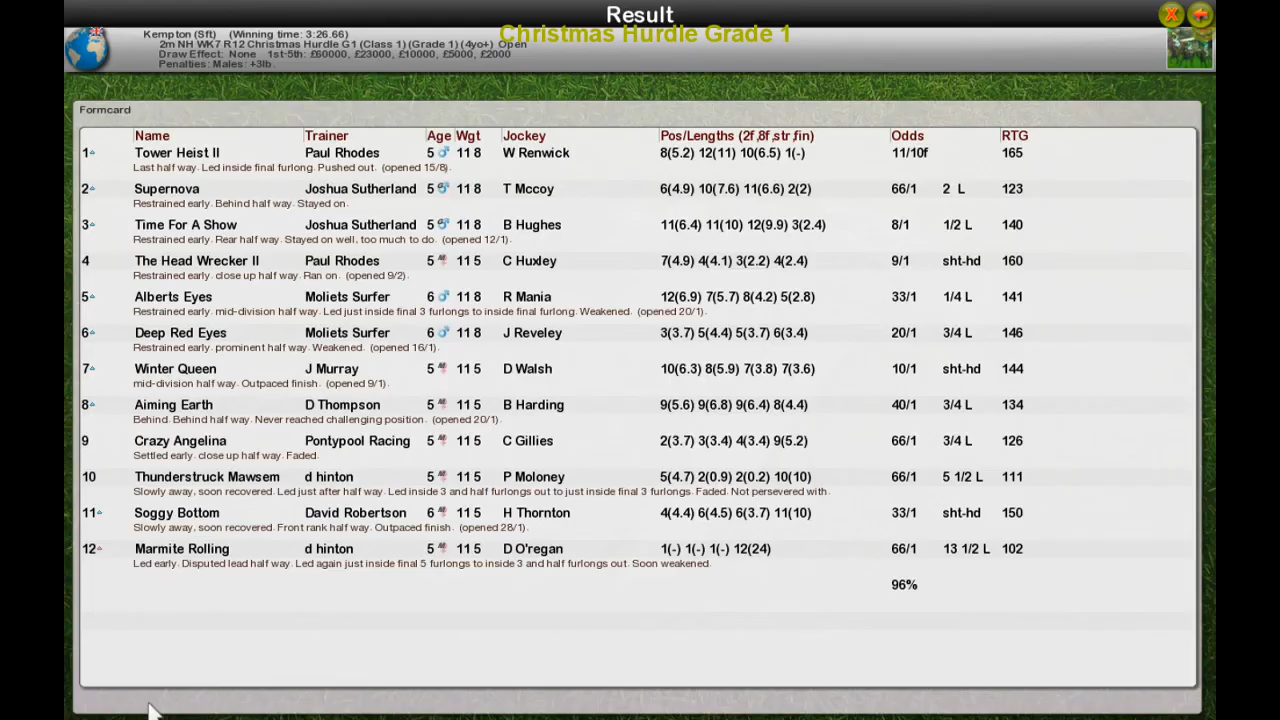 Result
Christmas Hurdle Grade 1
Kempton (Sft) (Winning time: 3:26.66)
2m NH WK7 R12 Christmas Hurdle G1 (Class 1) (Grade 1) (4yo+) Open
Draw Effect: None 1st-5th: £60000, £23000, £10000, £5000, £2000
Penalties: Males: +3lb.
Formcard
Name Trainer Age Wgt Jockey Pos/Lengths (2f,8f,str,fin) Odds RTG
1 Tower Heist II Paul Rhodes 5 11 8 W Renwick 8(5.2) 12(11) 10(6.5) 1(-) 11/10f 165
Last half way. Led inside final furlong. Pushed out. (opened 15/8).
2 Supernova Joshua Sutherland 5 11 8 T Mccoy 6(4.9) 10(7.6) 11(6.6) 2(2) 66/1 2 L 123
Restrained early. Behind half way. Stayed on.
3 Time For A Show Joshua Sutherland 5 11 8 B Hughes 11(6.4) 11(10) 12(9.9) 3(2.4) 8/1 1/2 L 140
Restrained early. Rear half way. Stayed on well, too much to do. (opened 12/1).
4 The Head Wrecker II Paul Rhodes 5 11 5 C Huxley 7(4.9) 4(4.1) 3(2.2) 4(2.4) 9/1 sht-hd 160
Restrained early. close up half way. Ran on. (opened 9/2).
5 Alberts Eyes Moliets Surfer 6 11 8 R Mania 12(6.9) 7(5.7) 8(4.2) 5(2.8) 33/1 1/4 L 141
Restrained early. mid-division half way. Led just inside final 3 furlongs to inside final furlong. Weakened. (opened 20/1).
6 Deep Red Eyes Moliets Surfer 6 11 8 J Reveley 3(3.7) 5(4.4) 5(3.7) 6(3.4) 20/1 3/4 L 146
Restrained early. prominent half way. Weakened. (opened 16/1).
7 Winter Queen J Murray 5 11 5 D Walsh 10(6.3) 8(5.9) 7(3.8) 7(3.6) 10/1 sht-hd 144
mid-division half way. Outpaced finish. (opened 9/1).
8 Aiming Earth D Thompson 5 11 5 B Harding 9(5.6) 9(6.8) 9(6.4) 8(4.4) 40/1 3/4 L 134
Behind. Behind half way. Never reached challenging position. (opened 20/1).
9 Crazy Angelina Pontypool Racing 5 11 5 C Gillies 2(3.7) 3(3.4) 4(3.4) 9(5.2) 66/1 3/4 L 126
Settled early. close up half way. Faded.
10 Thunderstruck Mawsem d hinton 5 11 5 P Moloney 5(4.7) 2(0.9) 2(0.2) 10(10) 66/1 5 1/2 L 111
Slowly away, soon recovered. Led just after half way. Led inside 3 and half furlongs out to just inside final 3 furlongs. Faded. Not persevered with.
11 Soggy Bottom David Robertson 6 11 5 H Thornton 4(4.4) 6(4.5) 6(3.7) 11(10) 33/1 sht-hd 150
Slowly away, soon recovered. Front rank half way. Outpaced finish. (opened 28/1).
12 Marmite Rolling d hinton 5 11 5 D O'regan 1(-) 1(-) 1(-) 12(24) 66/1 13 1/2 L 102
Led early. Disputed lead half way. Led again just inside final 5 furlongs to inside 3 and half furlongs out. Soon weakened.
96%